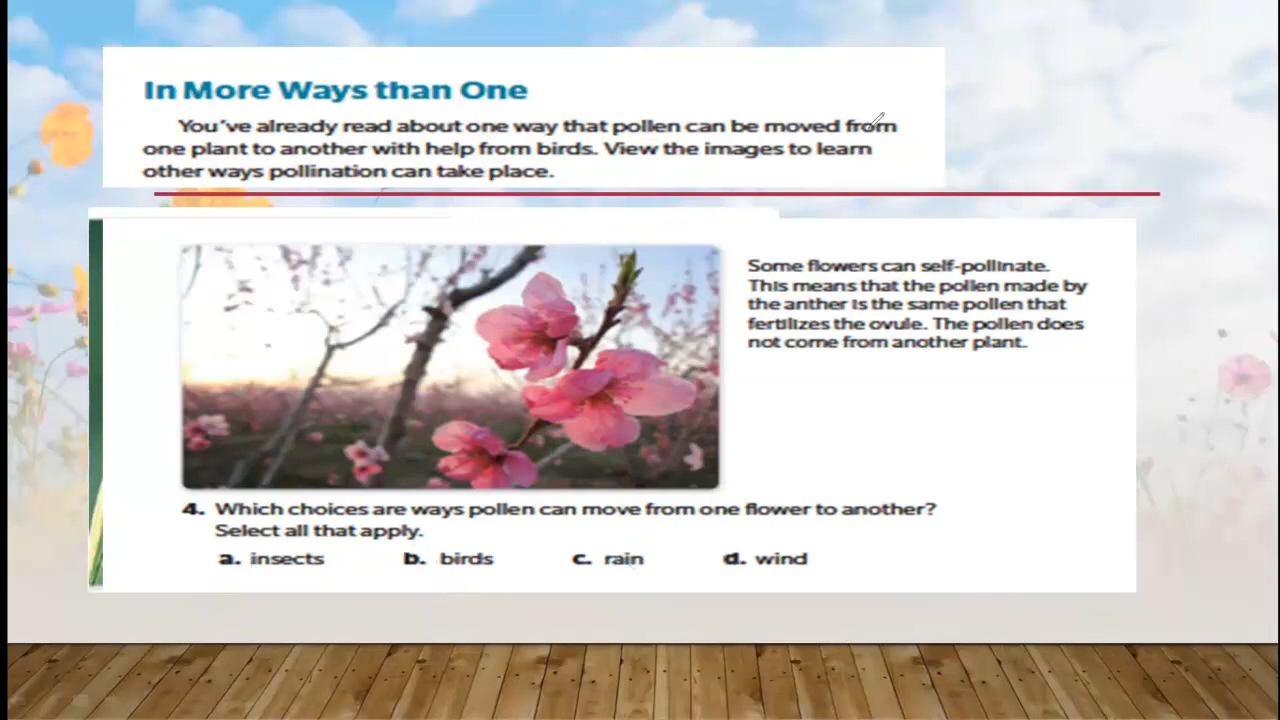 In More Ways than One
You've already read about one way that pollen can be moved from
one plant to another with help from birds. View the images to learn
other ways pollination can take place.
Some flowers can self-pollinate.
This means that the pollen made by
the anther is the same pollen that
fertilizes the ovule. The pollen does
not come from another plant.
4. Which choices are ways pollen can move from one flower to another?
Select all that apply.
a. insects b. birds c. rain d. wind